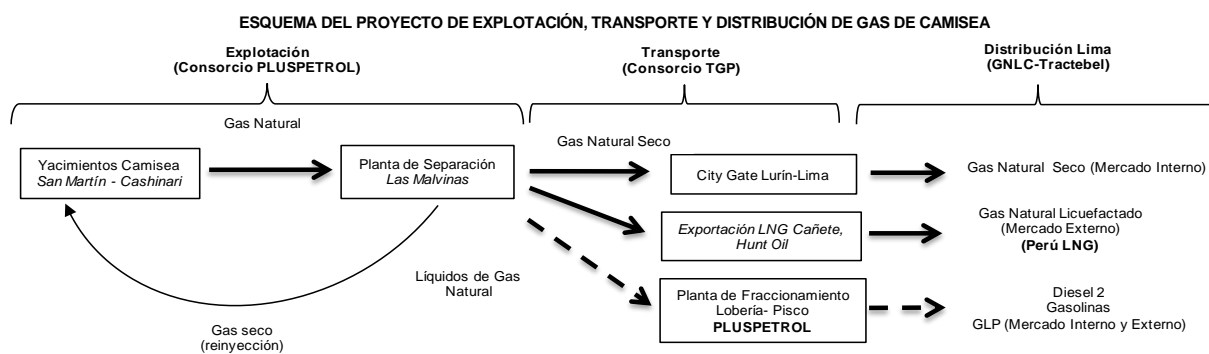 ESQUEMA DEL PROYECTO DE EXPLOTACIÓN, TRANSPORTE Y DISTRIBUCIÓN DE GAS DE CAMISEA
Explotación
(Consorcio PLUSPETROL)
Transporte
(Consorcio TGP)
Distribución Lima
(GNLC-Tractebel)
Gas Natural
Gas Natural Seco
Yacimientos Camisea
San Martín - Cashinari
Planta de Separación
Las Malvinas
City Gate Lurín-Lima
Gas Natural Seco (Mercado Interno)
Exportación LNG Cañete,
Hunt Oil
Gas Natural Licuefactado
(Mercado Externo)
(Perú LNG)
Líquidos de Gas
Natural
Planta de Fraccionamiento
Lobería- Pisco
PLUSPETROL
Diesel 2
Gasolinas
GLP (Mercado Interno y Externo)
Gas seco
(reinyección)